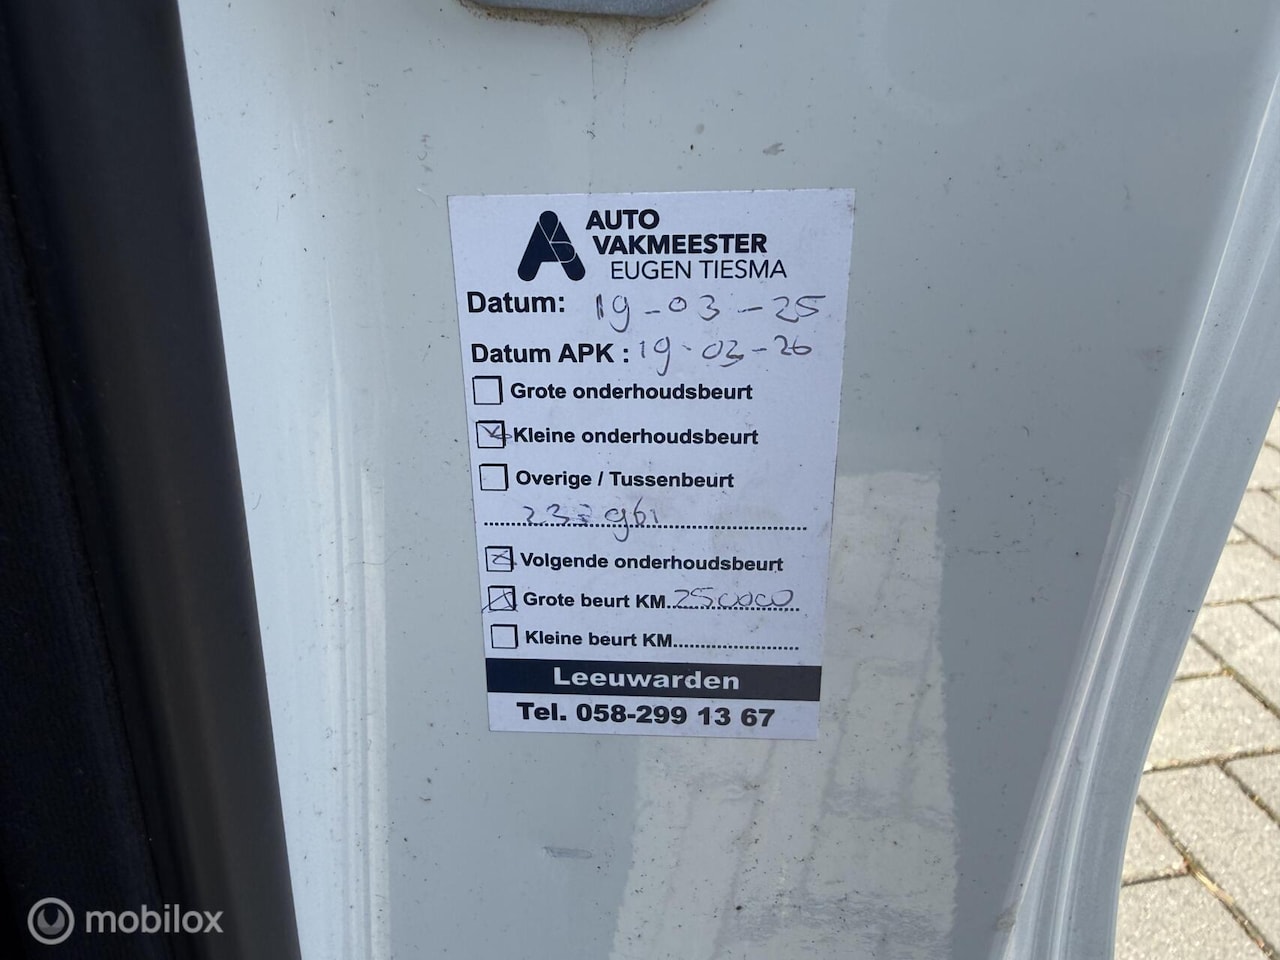 AUTO
VAKMEESTER
EUGEN TIESMA
Datum: 19-03-25
Datum APK : 19-03-26
Grote onderhoudsbeurt
Kleine onderhoudsbeurt
Overige / Tussenbeurt
Volgende onderhoudsbeurt
Grote beurt KM 250000
Kleine beurt KM
Leeuwarden
Tel. 058-299 13 67
mobilox